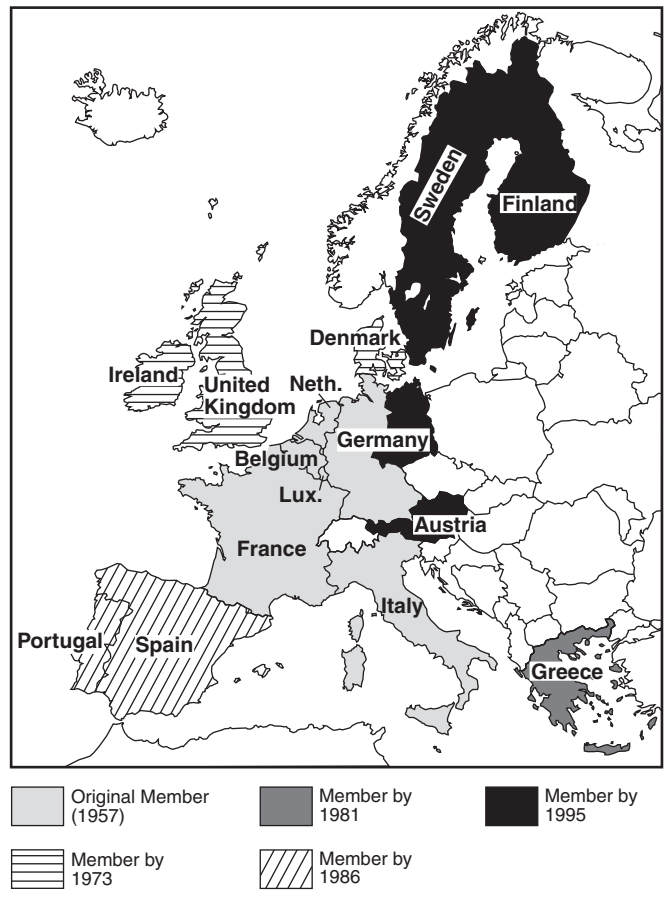 Sweden
Finland
Denmark
Ireland
United
Kingdom
Neth.
Germany
Belgium
Lux.
Austria
France
Italy
Portugal
Spain
Greece
Original Member
(1957)
Member by
1981
Member by
1995
Member by
1973
Member by
1986